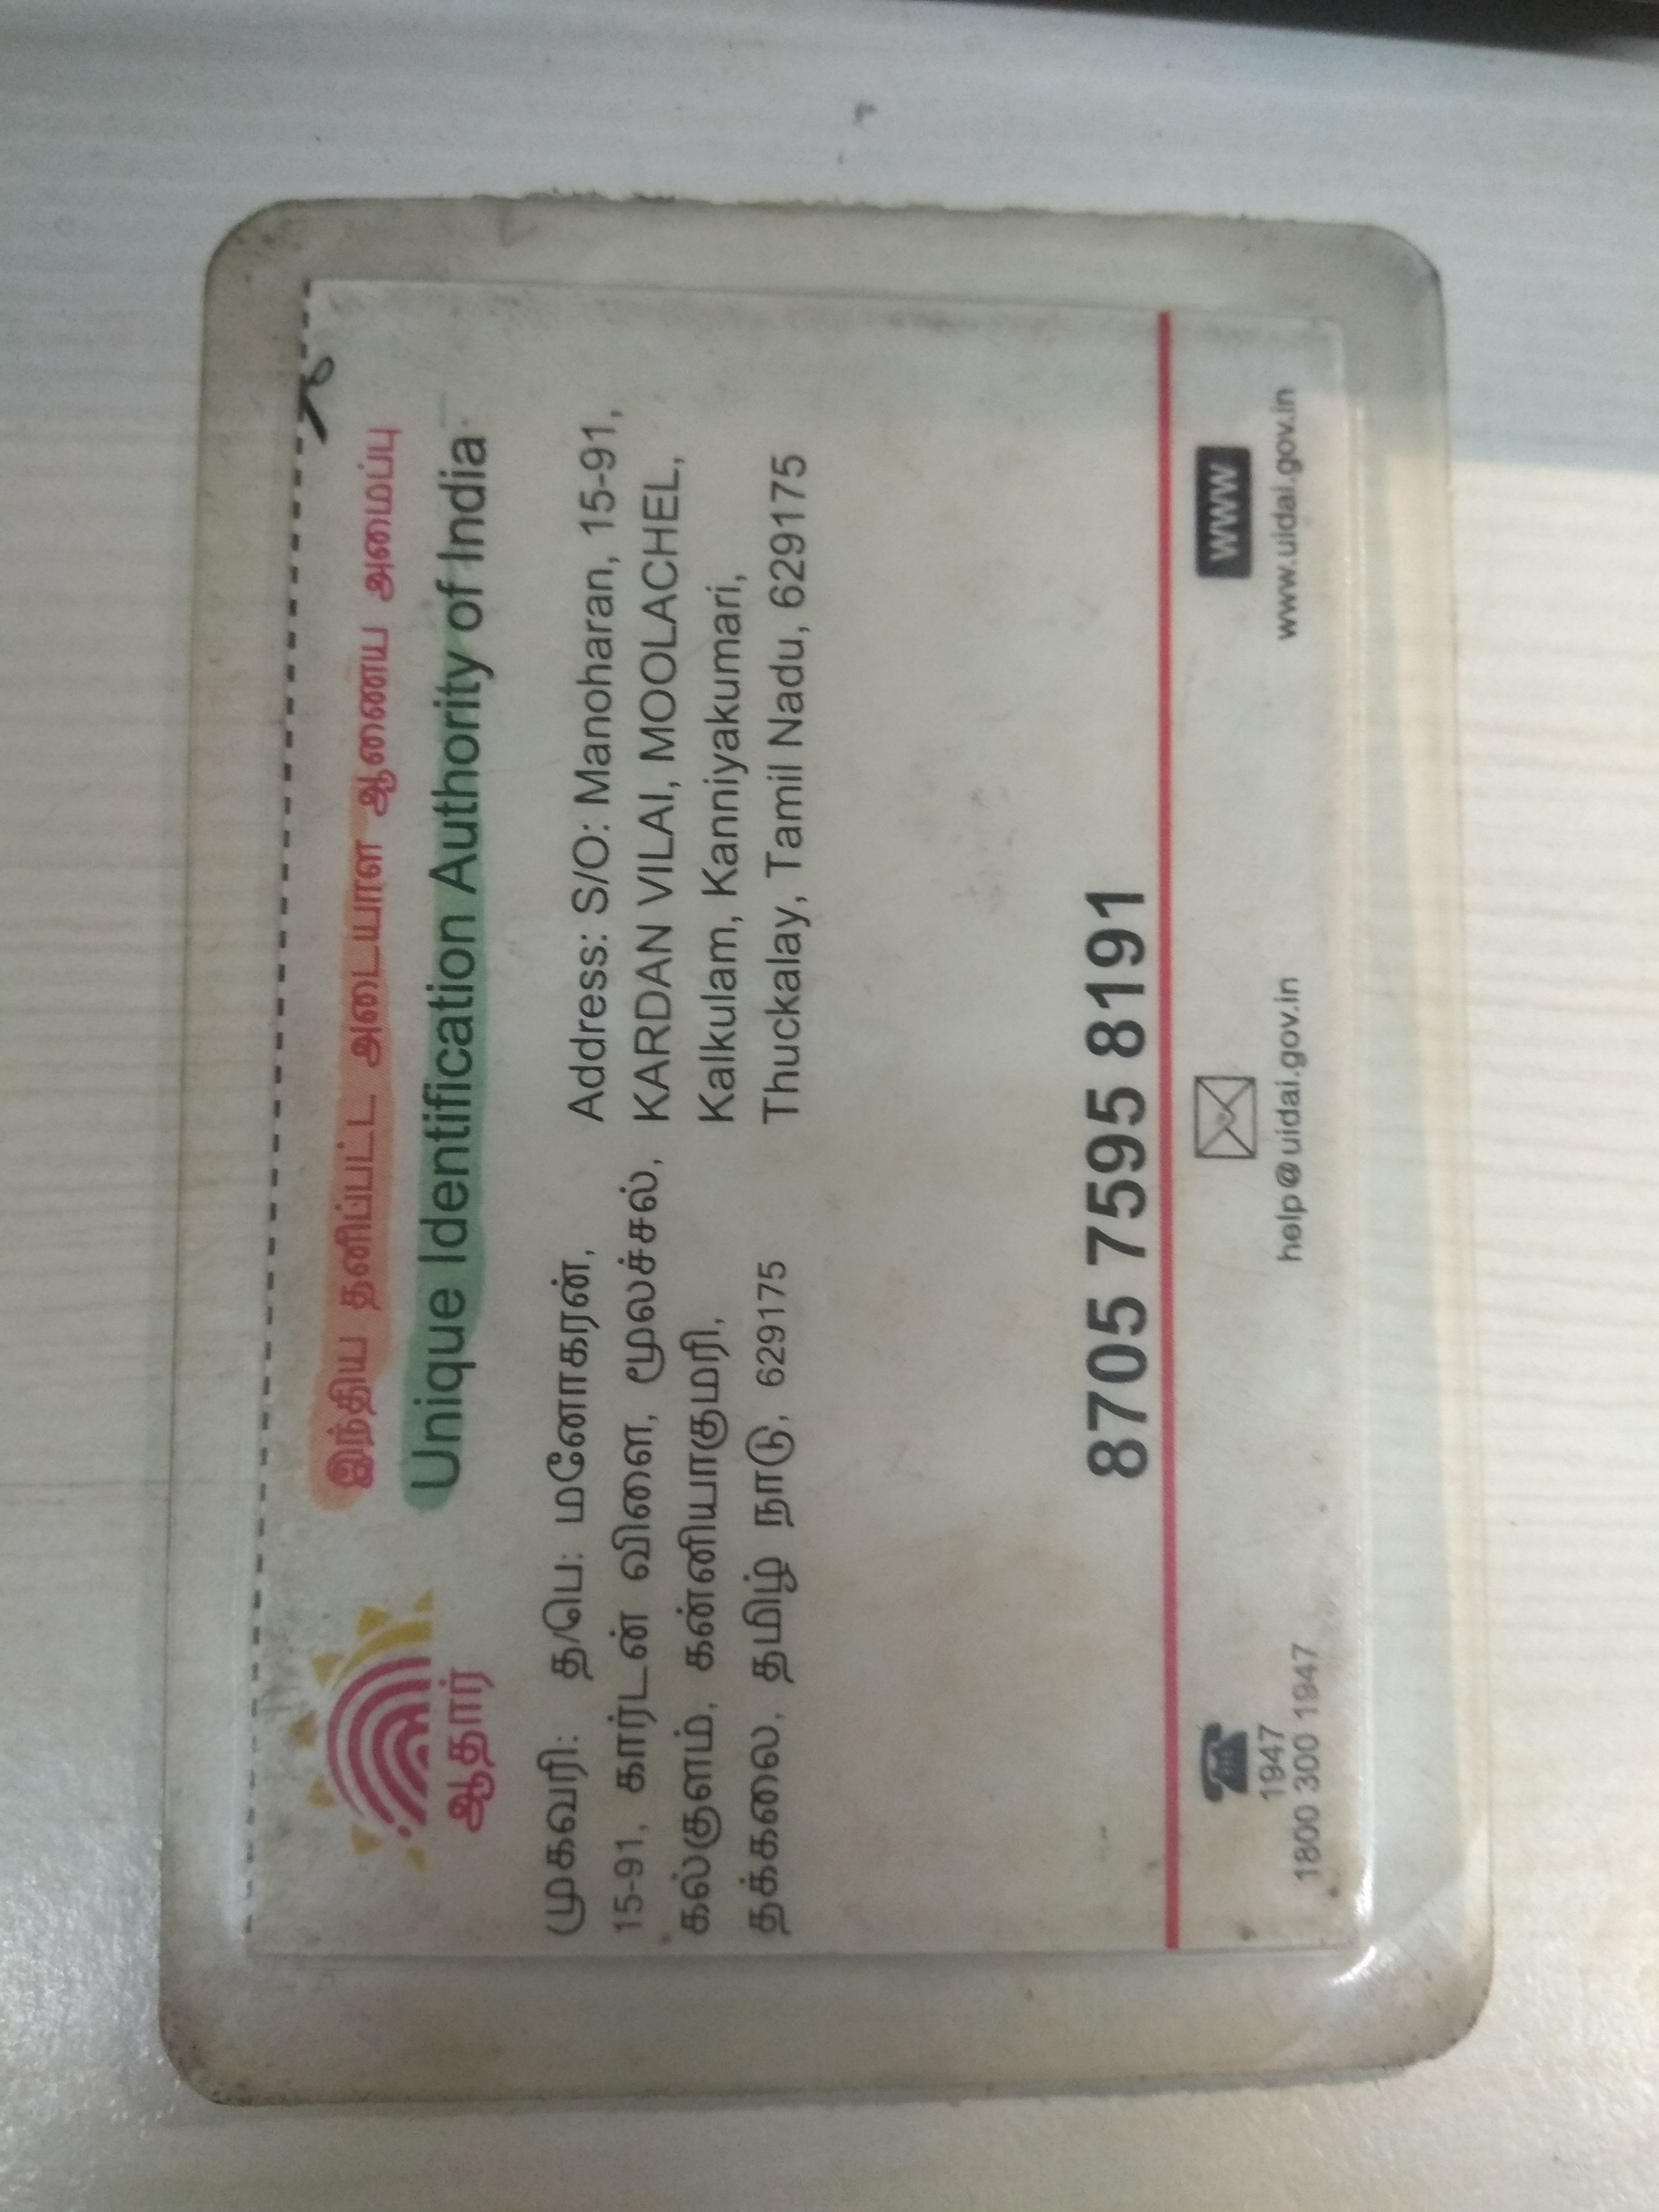 இந்திய தனிப்பட்ட அடையாள ஆணைய அமைப்பு
Unique Identification Authority of India
ஆதார்
முகவரி: த/பெ: மனோகரன்,
15-91, கார்டன் விளை, மூலச்சல்,
கல்குளம், கன்னியாகுமரி,
தக்கலை, தமிழ் நாடு, 629175
Address: S/O: Manoharan, 15-91,
KARDAN VILAI, MOOLACHEL,
Kalkulam, Kanniyakumari,
Thuckalay, Tamil Nadu, 629175
8705 7595 8191
1947
1800 300 1947
help@uidai.gov.in
www
www.uidai.gov.in